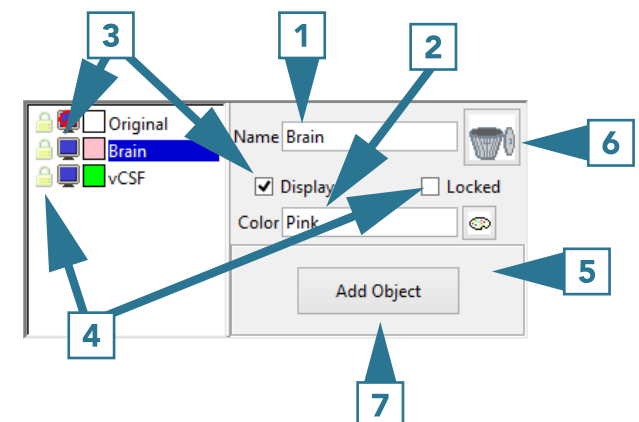 3
1
2
Original
Brain
vCSF
Name Brain
6
Display
Locked
Color Pink
5
Add Object
4
7